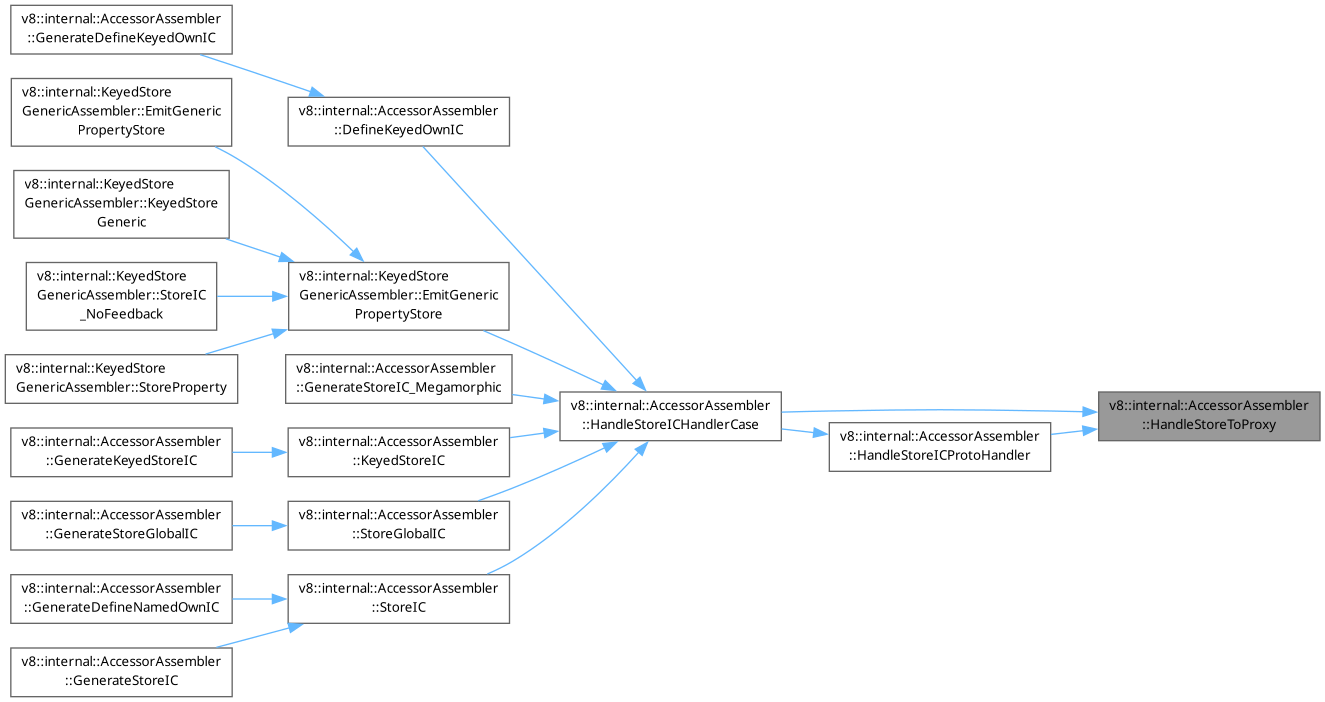 v8::internal::AccessorAssembler
::GenerateDefineKeyedOwnIC
v8::internal::KeyedStore
GenericAssembler::EmitGeneric
PropertyStore
v8::internal::KeyedStore
GenericAssembler::KeyedStore
Generic
v8::internal::KeyedStore
GenericAssembler::StoreIC
_NoFeedback
v8::internal::KeyedStore
GenericAssembler::StoreProperty
v8::internal::AccessorAssembler
::GenerateKeyedStoreIC
v8::internal::AccessorAssembler
::GenerateStoreGlobalIC
v8::internal::AccessorAssembler
::GenerateDefineNamedOwnIC
v8::internal::AccessorAssembler
::GenerateStoreIC
v8::internal::AccessorAssembler
::DefineKeyedOwnIC
v8::internal::KeyedStore
GenericAssembler::EmitGeneric
PropertyStore
v8::internal::AccessorAssembler
::GenerateStoreIC_Megamorphic
v8::internal::AccessorAssembler
::KeyedStoreIC
v8::internal::AccessorAssembler
::StoreGlobalIC
v8::internal::AccessorAssembler
::StoreIC
v8::internal::AccessorAssembler
::HandleStoreICHandlerCase
v8::internal::AccessorAssembler
::HandleStoreICProtoHandler
v8::internal::AccessorAssembler
::HandleStoreToProxy